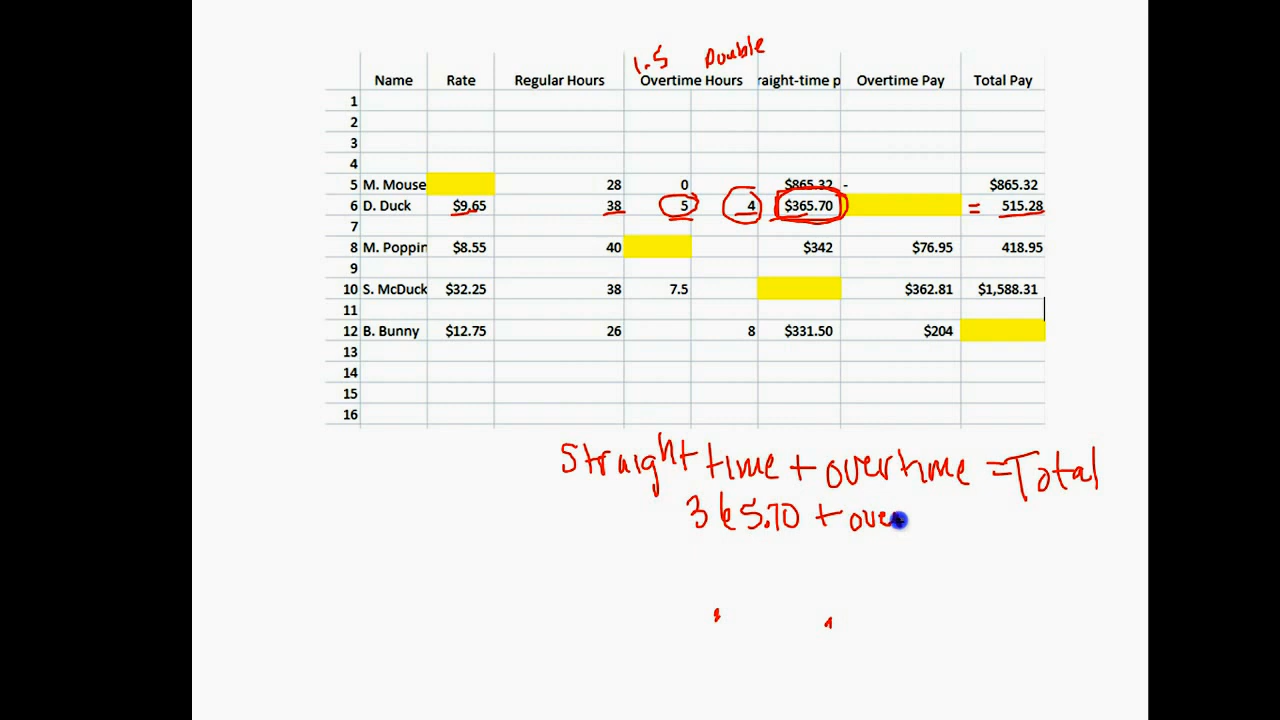 1.5 Double
Name Rate Regular Hours Overtime Hours raight-time p Overtime Pay Total Pay
1
2
3
4
5 M. Mouse 28 0 $865.32 - $865.32
6 D. Duck $9.65 38 5 4 $365.70 = 515.28
8 M. Poppin $8.55 40 $342 $76.95 418.95
9
10 S. McDuck $32.25 38 7.5 $362.81 $1,588.31
11
12 B. Bunny $12.75 26 8 $331.50 $204
13
14
15
16
Straight time + overtime = Total
365.70 + ove